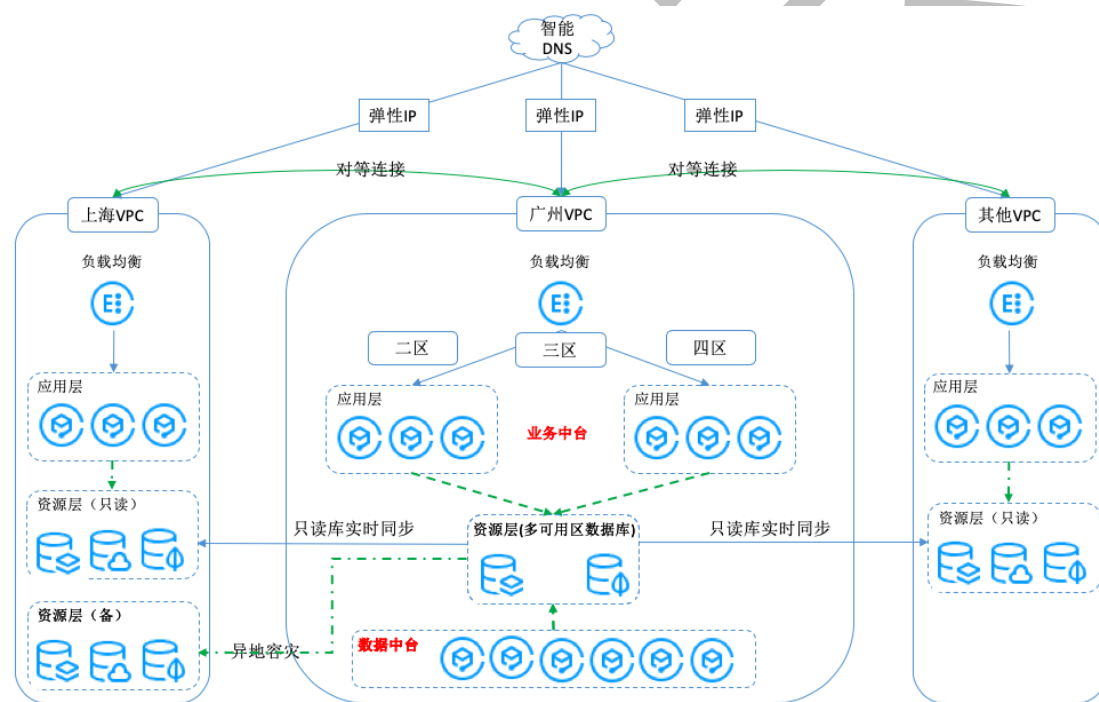 智能
DNS
弹性IP
弹性IP
弹性IP
对等连接
对等连接
上海VPC
广州VPC
其他VPC
负载均衡
负载均衡
负载均衡
E
E
E
二区
三区
四区
应用层
应用层
应用层
应用层
业务中台
资源层（只读）
只读库实时同步
资源层(多可用区数据库)
只读库实时同步
资源层（只读）
资源层（备）
异地容灾
数据中台